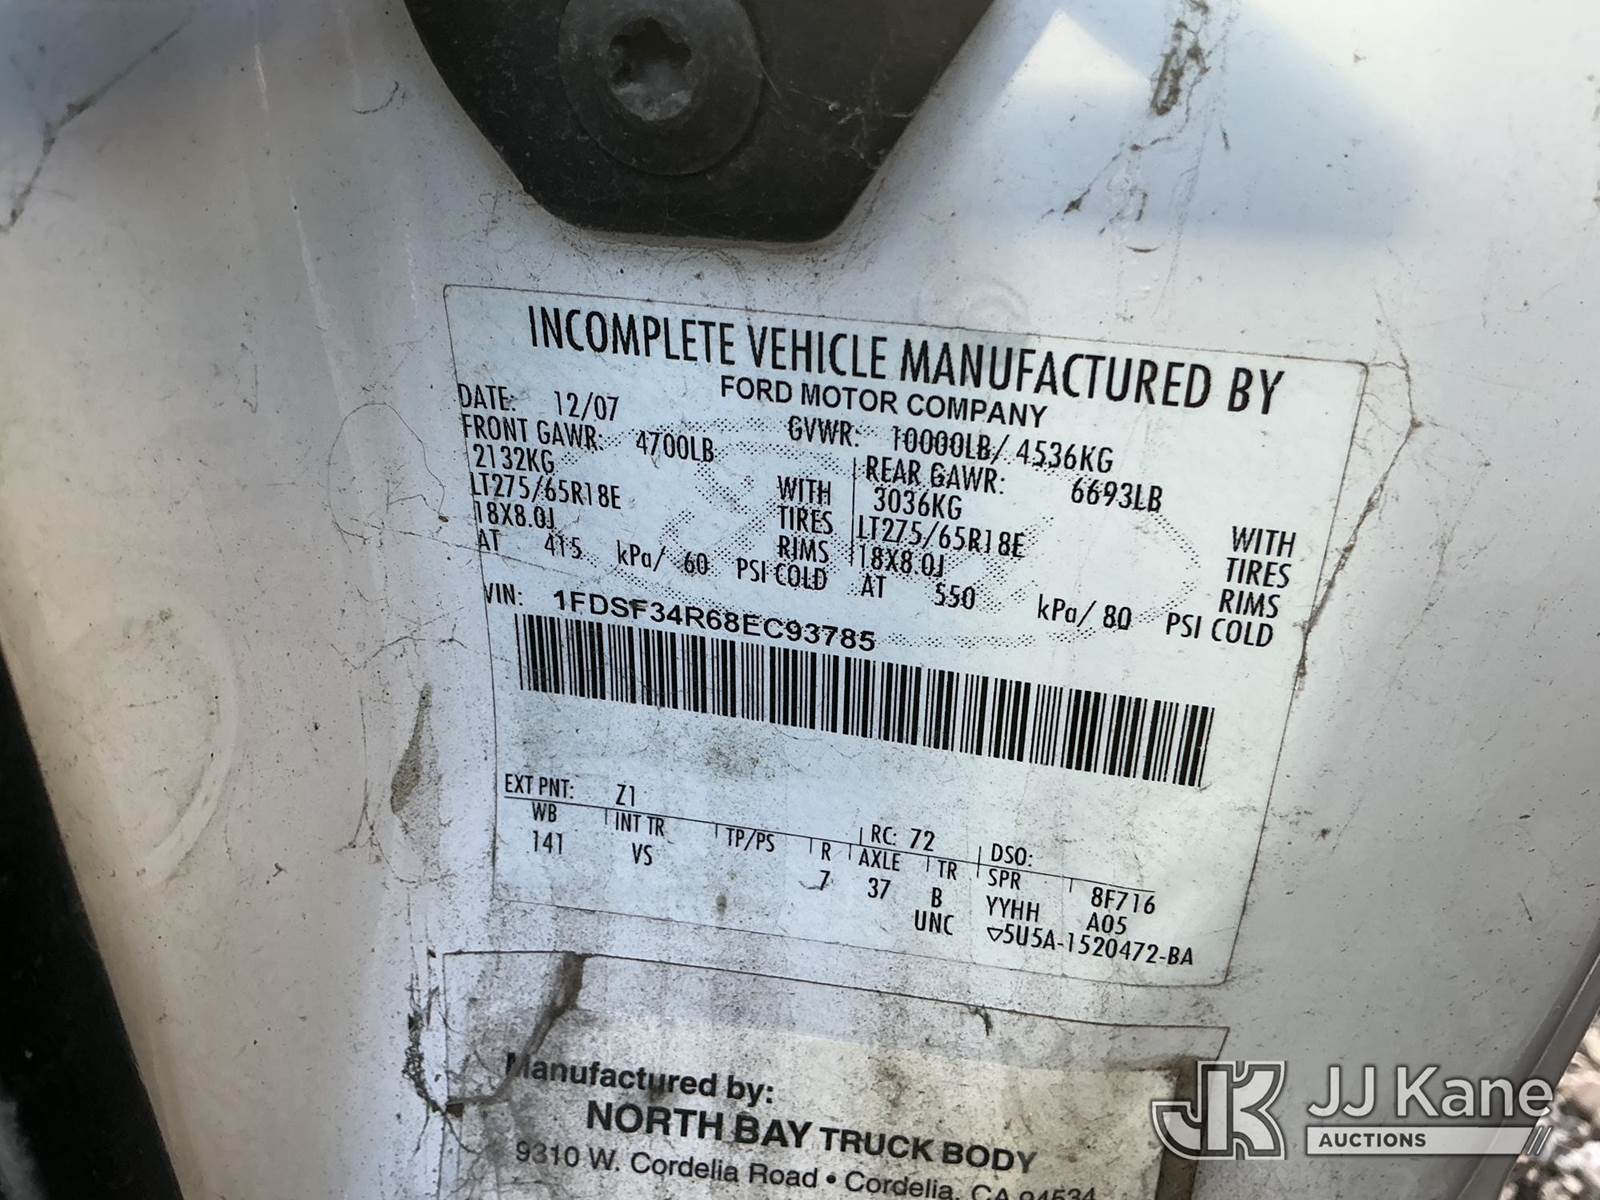 INCOMPLETE VEHICLE MANUFACTURED BY
FORD MOTOR COMPANY
DATE: 12/07 GVWR: 10000LB/ 4536KG
FRONT GAWR: 4700LB REAR GAWR: 6693LB
2132KG WITH 3036KG WITH
LT275/65R18E TIRES LT275/65R18E TIRES
18X8.0J RIMS 18X8.0J RIMS
AT 415 kPa/ 60 PSI COLD AT 550 kPa/ 80 PSI COLD
VIN: 1FDSF34R68EC93785
EXT PNT: Z1 RC: 72 DSO:
WB INT TR TP/PS R AXLE TR SPR 8F716
141 VS 7 37 B YYHH A05
UNC ▽5U5A-1520472-BA
Manufactured by:
NORTH BAY TRUCK BODY
9310 W. Cordelia Road • Cordelia, CA 94534
JK JJ Kane
AUCTIONS